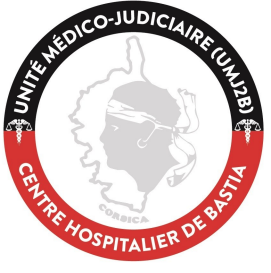 UNITÉ MÉDICO-JUDICIAIRE (UMJ2B)
CORSICA
CENTRE HOSPITALIER DE BASTIA